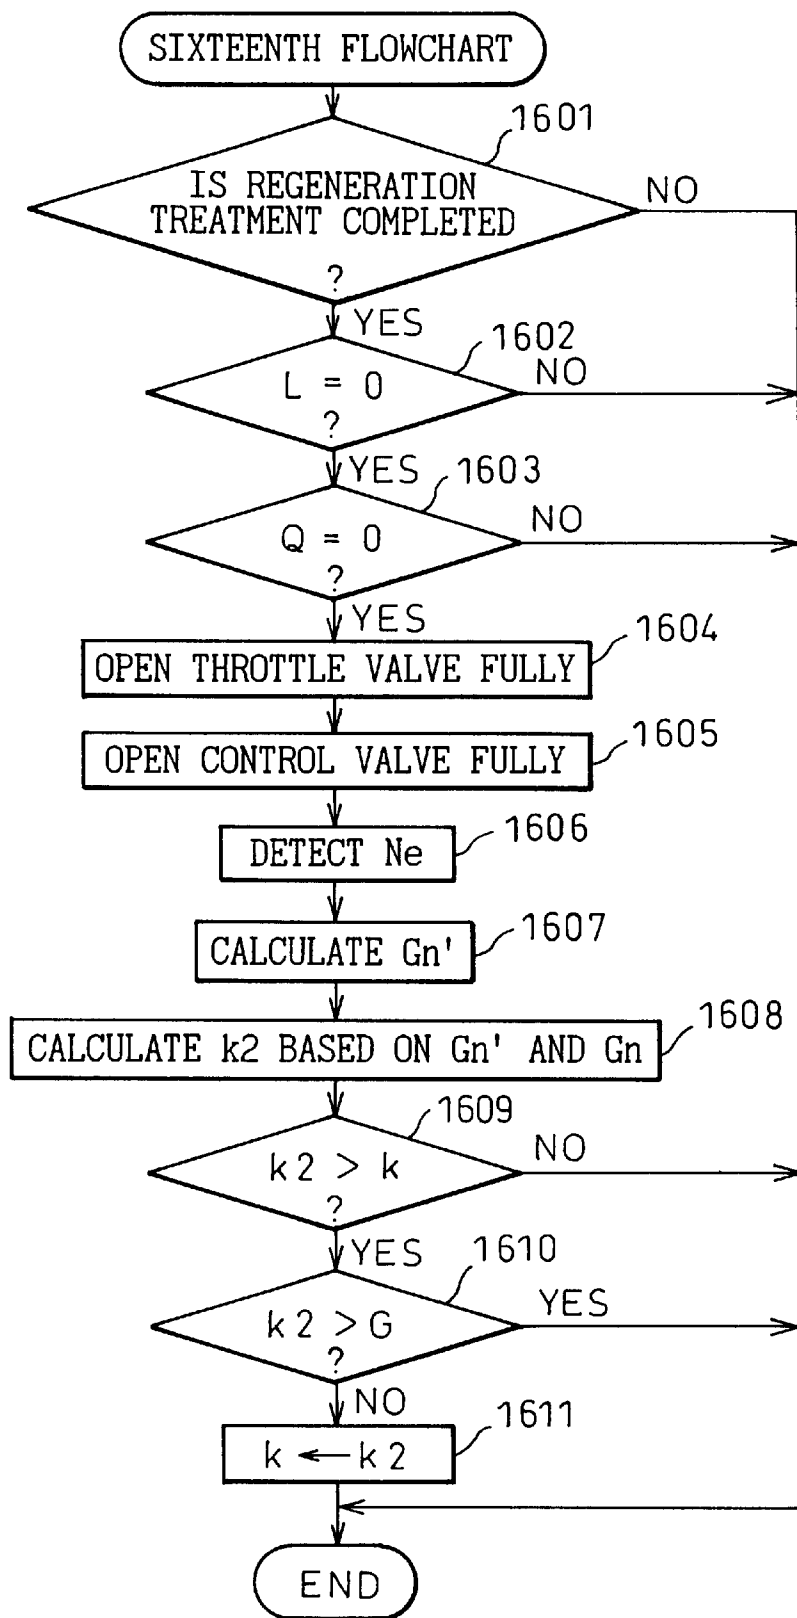 SIXTEENTH FLOWCHART
1601
IS REGENERATION
TREATMENT COMPLETED
?
NO
YES
1602
L = 0
?
NO
YES
1603
Q = 0
?
NO
YES
1604
OPEN THROTTLE VALVE FULLY
1605
OPEN CONTROL VALVE FULLY
1606
DETECT Ne
1607
CALCULATE Gn'
1608
CALCULATE k2 BASED ON Gn' AND Gn
1609
k2 > k
?
NO
YES
1610
k2 > G
?
YES
NO
1611
k ← k2
END